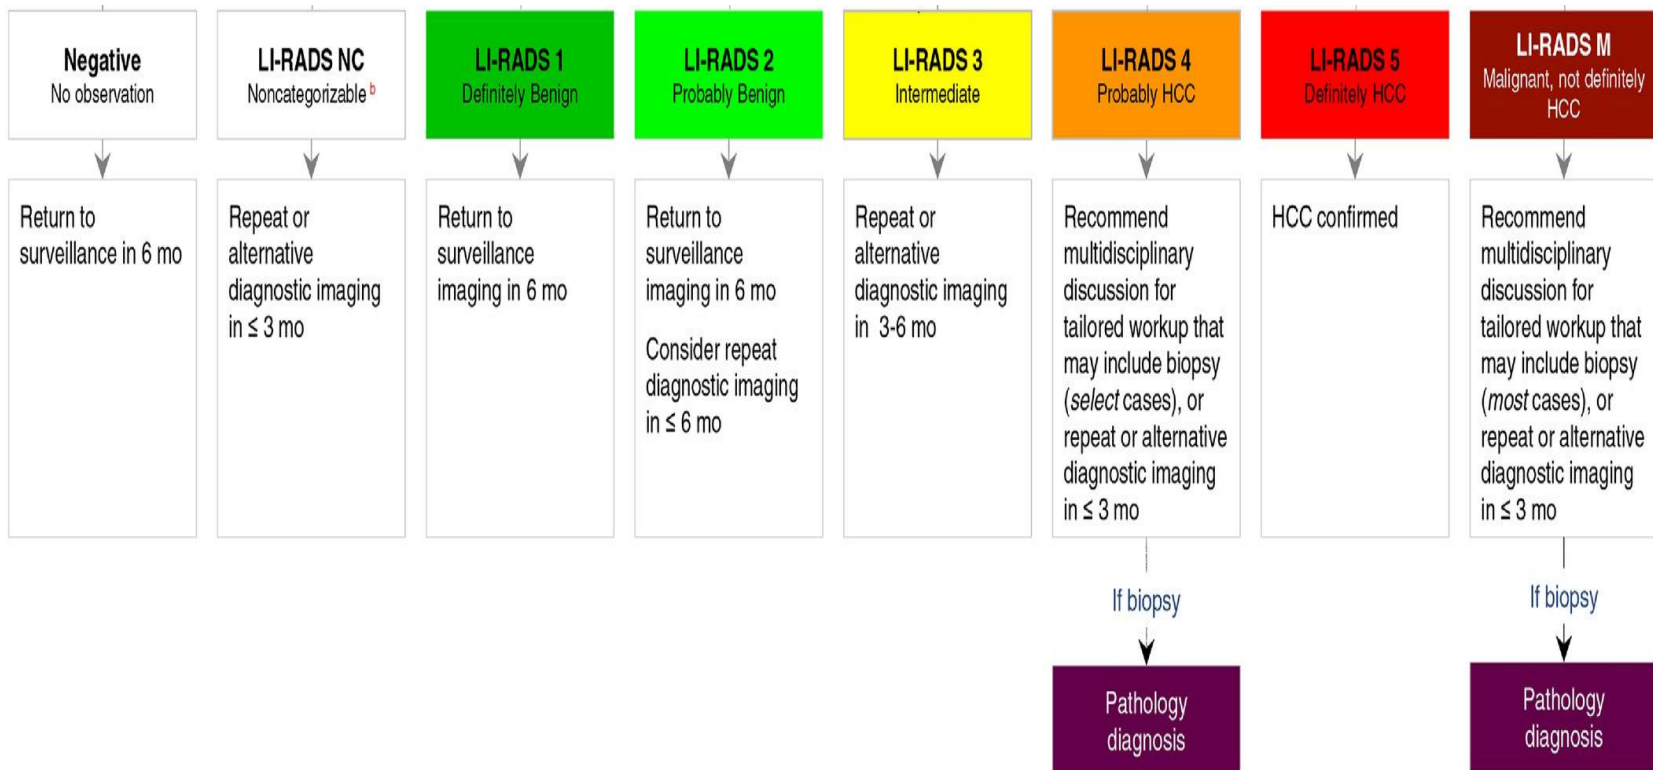 Negative
No observation
LI-RADS NC
Noncategorizable b
LI-RADS 1
Definitely Benign
LI-RADS 2
Probably Benign
LI-RADS 3
Intermediate
LI-RADS 4
Probably HCC
LI-RADS 5
Definitely HCC
LI-RADS M
Malignant, not definitely
HCC
Return to
surveillance in 6 mo
Repeat or
alternative
diagnostic imaging
in ≤ 3 mo
Return to
surveillance
imaging in 6 mo
Return to
surveillance
imaging in 6 mo
Consider repeat
diagnostic imaging
in ≤ 6 mo
Repeat or
alternative
diagnostic imaging
in 3-6 mo
Recommend
multidisciplinary
discussion for
tailored workup that
may include biopsy
(select cases), or
repeat or alternative
diagnostic imaging
in ≤ 3 mo
HCC confirmed
Recommend
multidisciplinary
discussion for
tailored workup that
may include biopsy
(most cases), or
repeat or alternative
diagnostic imaging
in ≤ 3 mo
If biopsy
If biopsy
Pathology
diagnosis
Pathology
diagnosis